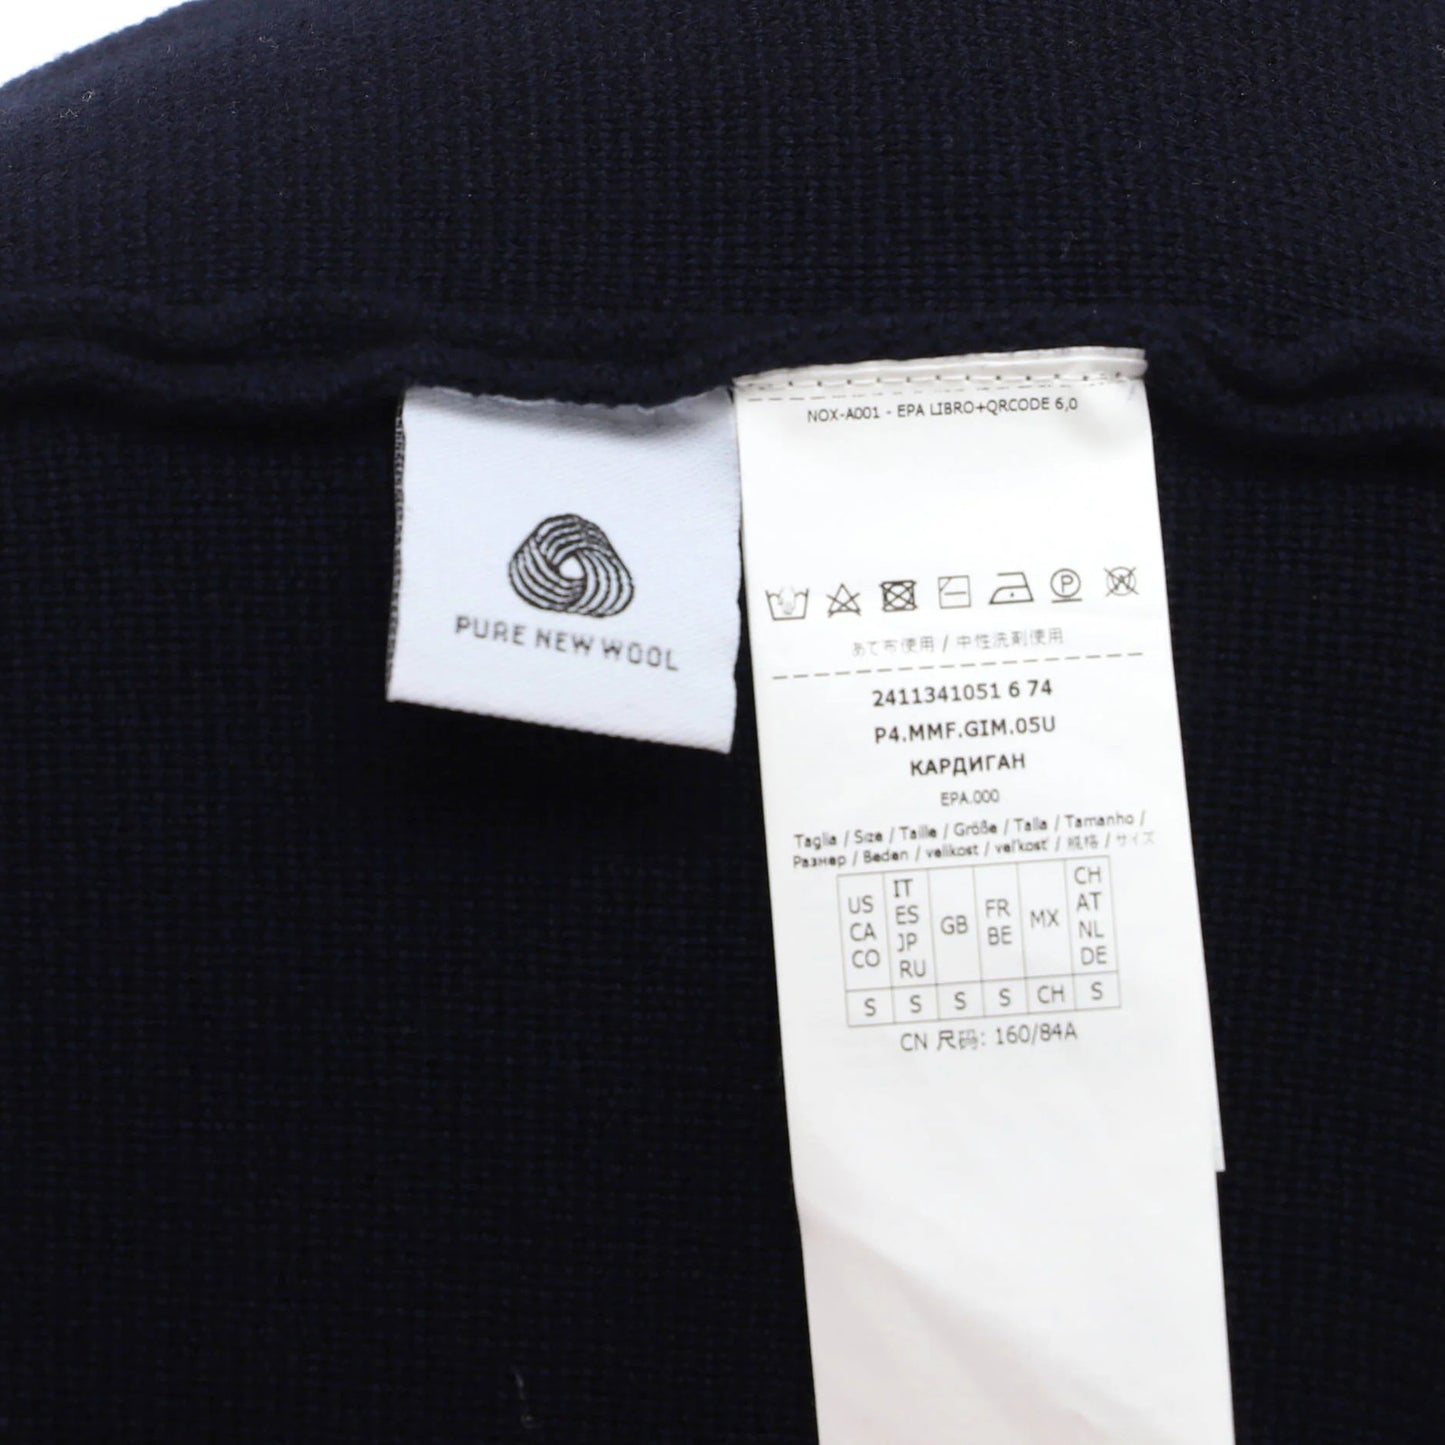 PURE NEW WOOL
NOX-A001 - EPA LIBRO+QRCODE 6,0
P
W
あて布使用 / 中性洗剤使用
2411341051 6 74
P4.MMF.GIM.05U
КАРДИГАН
EPA.000
Taglia / Size / Taille / Größe / Talla / Tamanho /
Размер / Beden / velikost / veľkosť / 规格 / サイズ
US CA CO
IT ES JP RU
GB
FR BE
MX
CH AT NL DE
S S S S CH S
CN 尺码: 160/84A